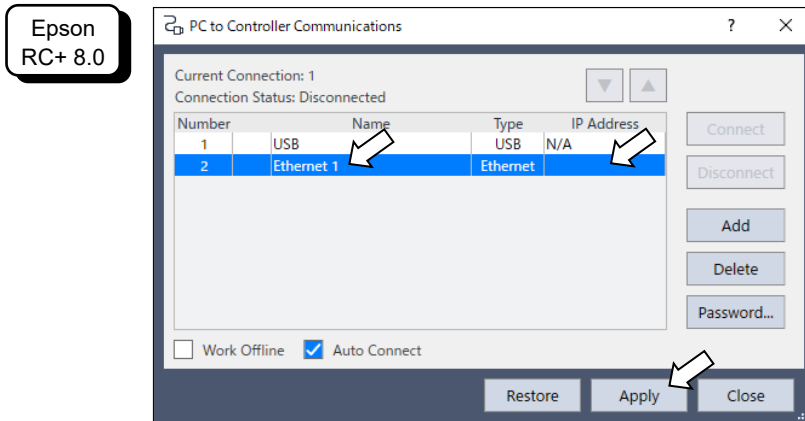 Epson
RC+ 8.0
PC to Controller Communications
Current Connection: 1
Connection Status: Disconnected
Number Name Type IP Address
1 USB USB N/A
2 Ethernet 1 Ethernet
Connect
Disconnect
Add
Delete
Password...
Work Offline Auto Connect
Restore Apply Close